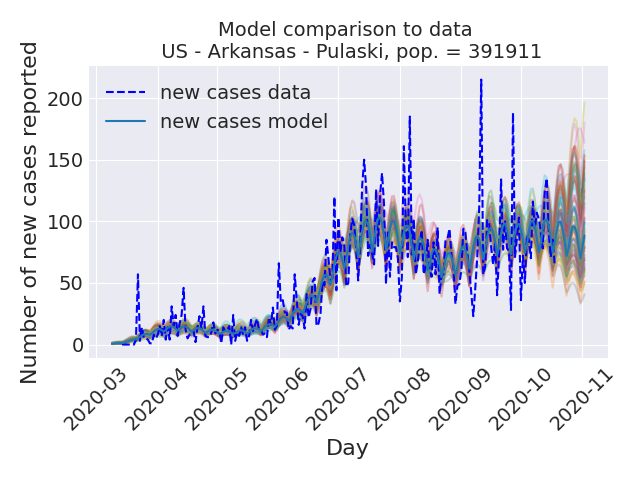 Model comparison to data
US - Arkansas - Pulaski, pop. = 391911
Number of new cases reported
200
150
100
50
0
new cases data
new cases model
2020-03
2020-04
2020-05
2020-06
2020-07
2020-08
2020-09
2020-10
2020-11
Day